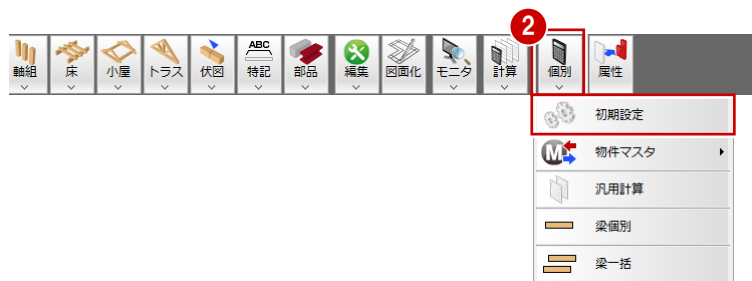 2
軸組 床 小屋 トラス 伏図 ABC 特記 部品 編集 図面化 モニタ 計算 個別 属性
初期設定
M 物件マスタ
汎用計算
梁個別
梁一括